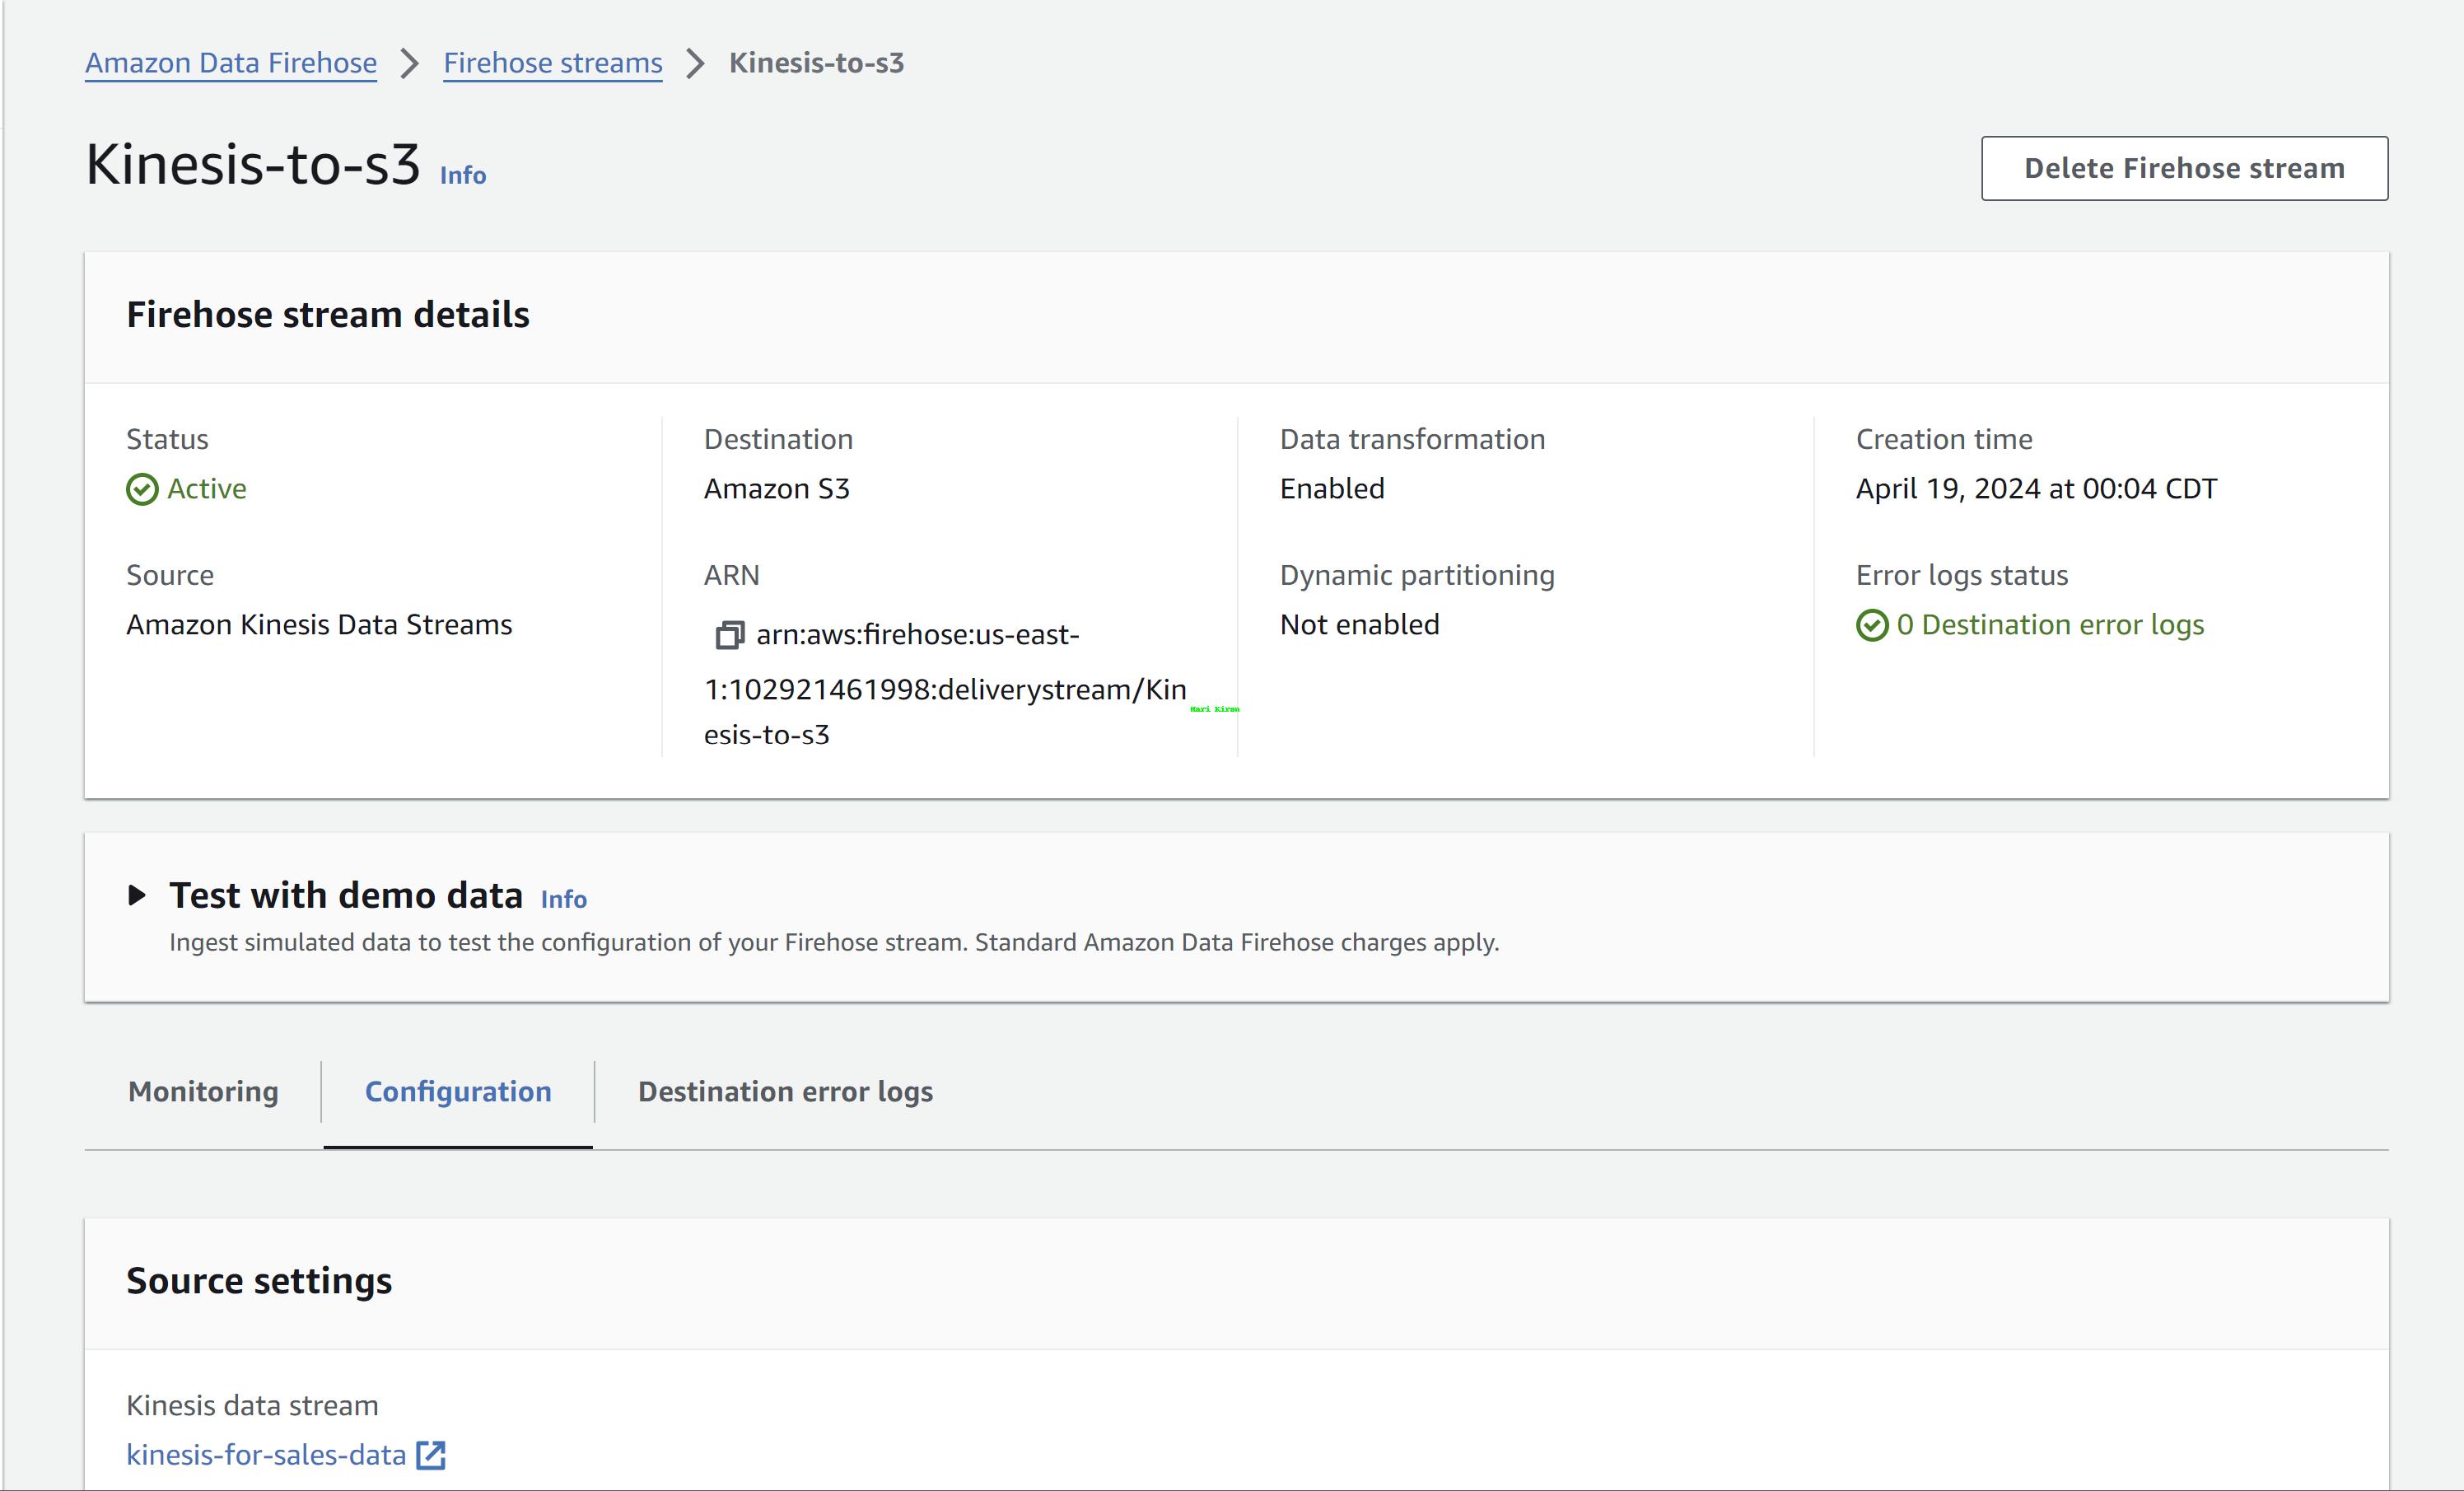 Amazon Data Firehose > Firehose streams > Kinesis-to-s3
Kinesis-to-s3 Info
Delete Firehose stream
Firehose stream details
Status
Active
Source
Amazon Kinesis Data Streams
Destination
Amazon S3
ARN
arn:aws:firehose:us-east-
1:102921461998:deliverystream/Kin
esis-to-s3
Hari Kiren
Data transformation
Enabled
Dynamic partitioning
Not enabled
Creation time
April 19, 2024 at 00:04 CDT
Error logs status
0 Destination error logs
Test with demo data Info
Ingest simulated data to test the configuration of your Firehose stream. Standard Amazon Data Firehose charges apply.
Monitoring
Configuration
Destination error logs
Source settings
Kinesis data stream
kinesis-for-sales-data